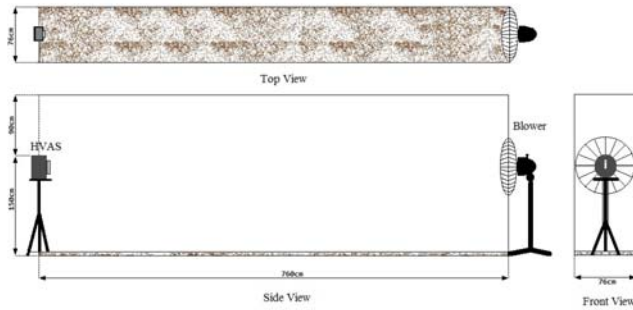 76cm
Top View
90cm
HVAS
Blower
150cm
760cm
76cm
Side View
Front View